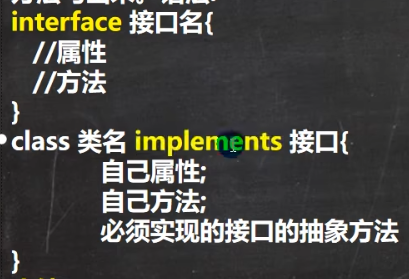 interface 接口名{
//属性
//方法
}
class 类名 implements 接口{
自己属性;
自己方法;
必须实现的接口的抽象方法
}